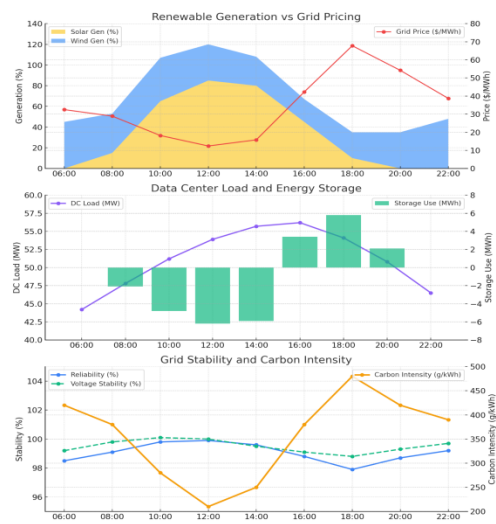 Renewable Generation vs Grid Pricing
Solar Gen (%)
Wind Gen (%)
Grid Price ($/MWh)
Generation (%)
140
120
100
80
60
40
20
0
Price ($/MWh)
80
70
60
50
40
30
20
10
0
06:00 08:00 10:00 12:00 14:00 16:00 18:00 20:00 22:00
Data Center Load and Energy Storage
DC Load (MW)
Storage Use (MWh)
DC Load (MW)
60.0
57.5
55.0
52.5
50.0
47.5
45.0
42.5
40.0
Storage Use (MWh)
8
6
4
2
0
−2
−4
−6
−8
06:00 08:00 10:00 12:00 14:00 16:00 18:00 20:00 22:00
Grid Stability and Carbon Intensity
Reliability (%)
Voltage Stability (%)
Carbon Intensity (g/kWh)
Stability (%)
104
102
100
98
96
Carbon Intensity (g/kWh)
500
450
400
350
300
250
200
06:00 08:00 10:00 12:00 14:00 16:00 18:00 20:00 22:00